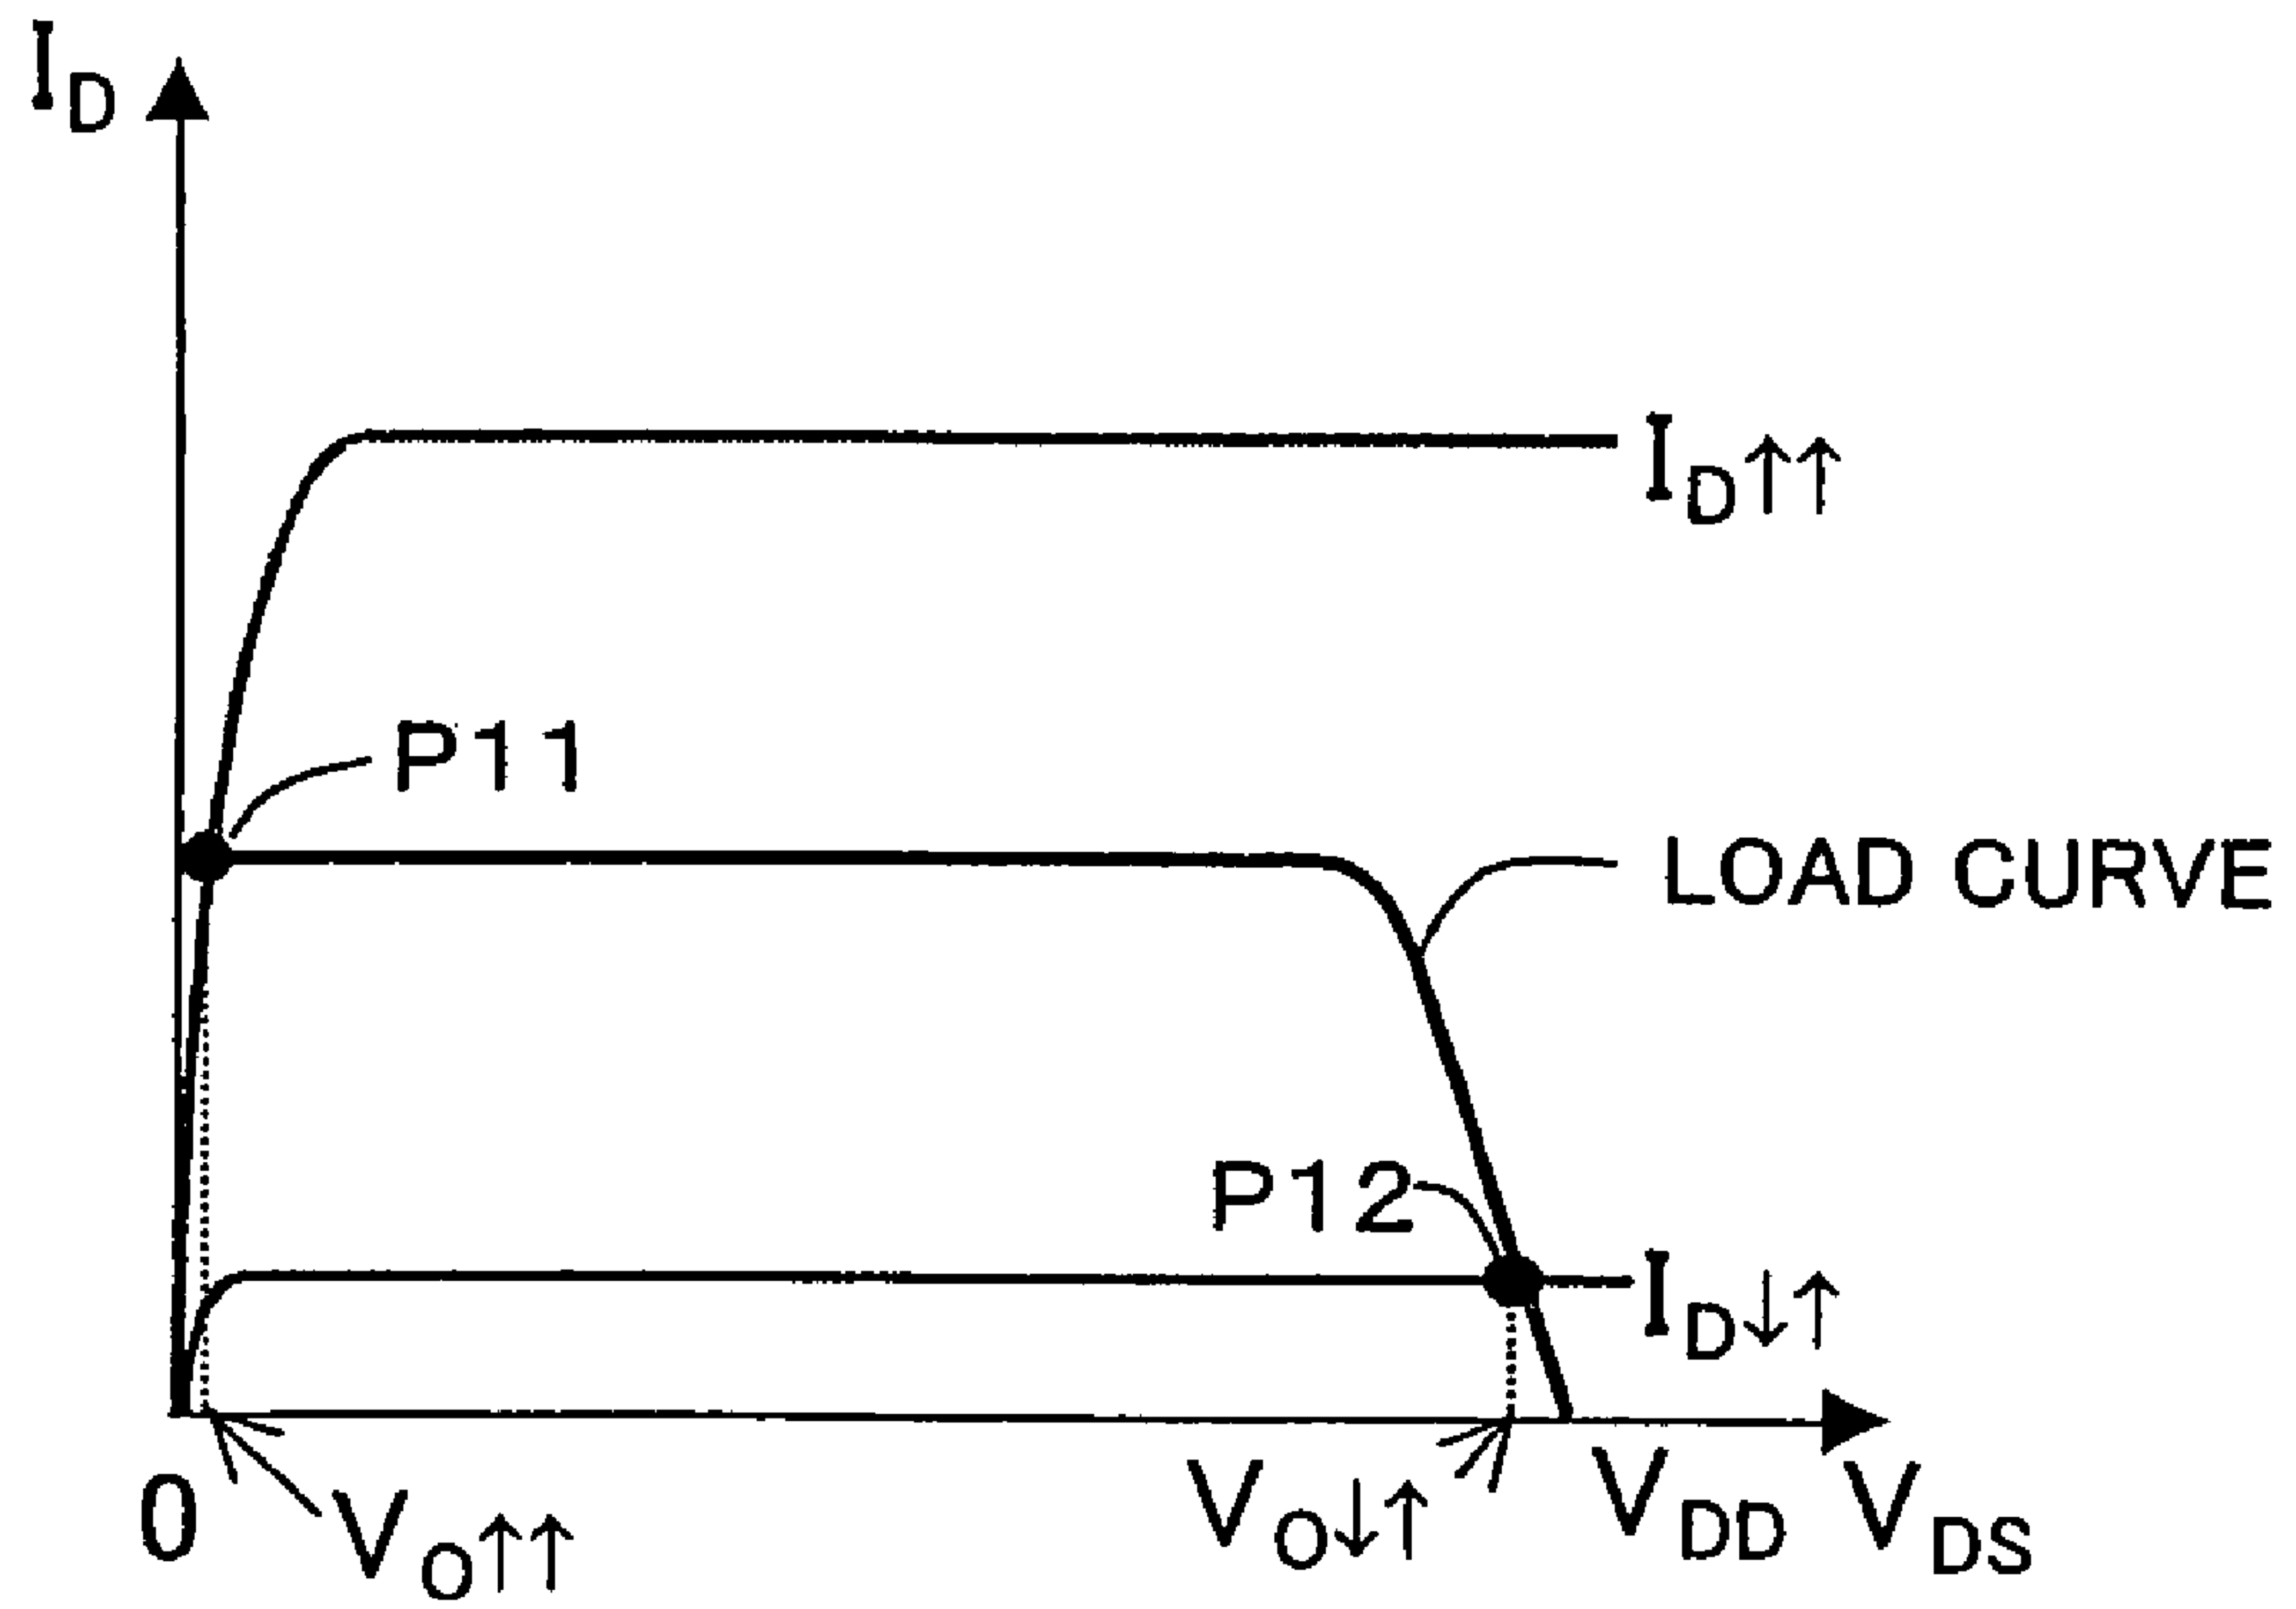 I_D
I_D↑↑
P11
LOAD CURVE
P12
I_D↓↑
0
V_O↑↑
V_O↓↑
V_DD
V_DS